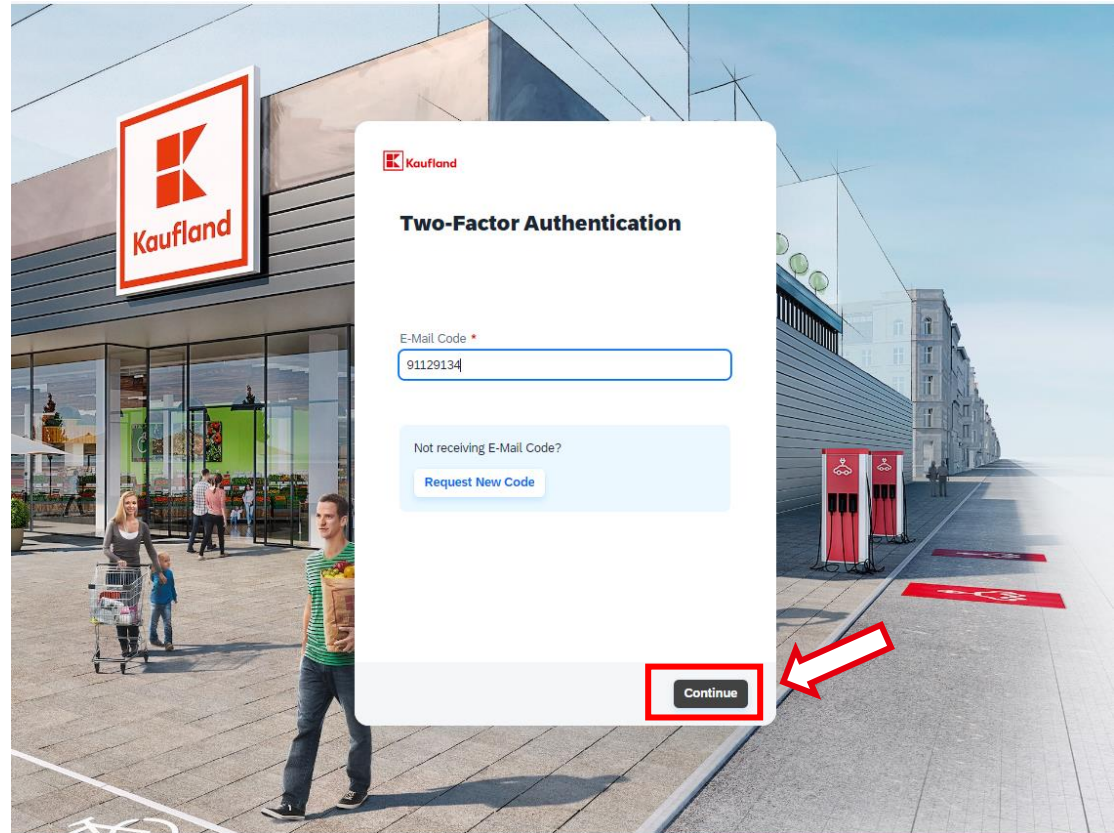 Kaufland
Kaufland
Two-Factor Authentication
E-Mail Code *
91129134
Not receiving E-Mail Code?
Request New Code
Continue